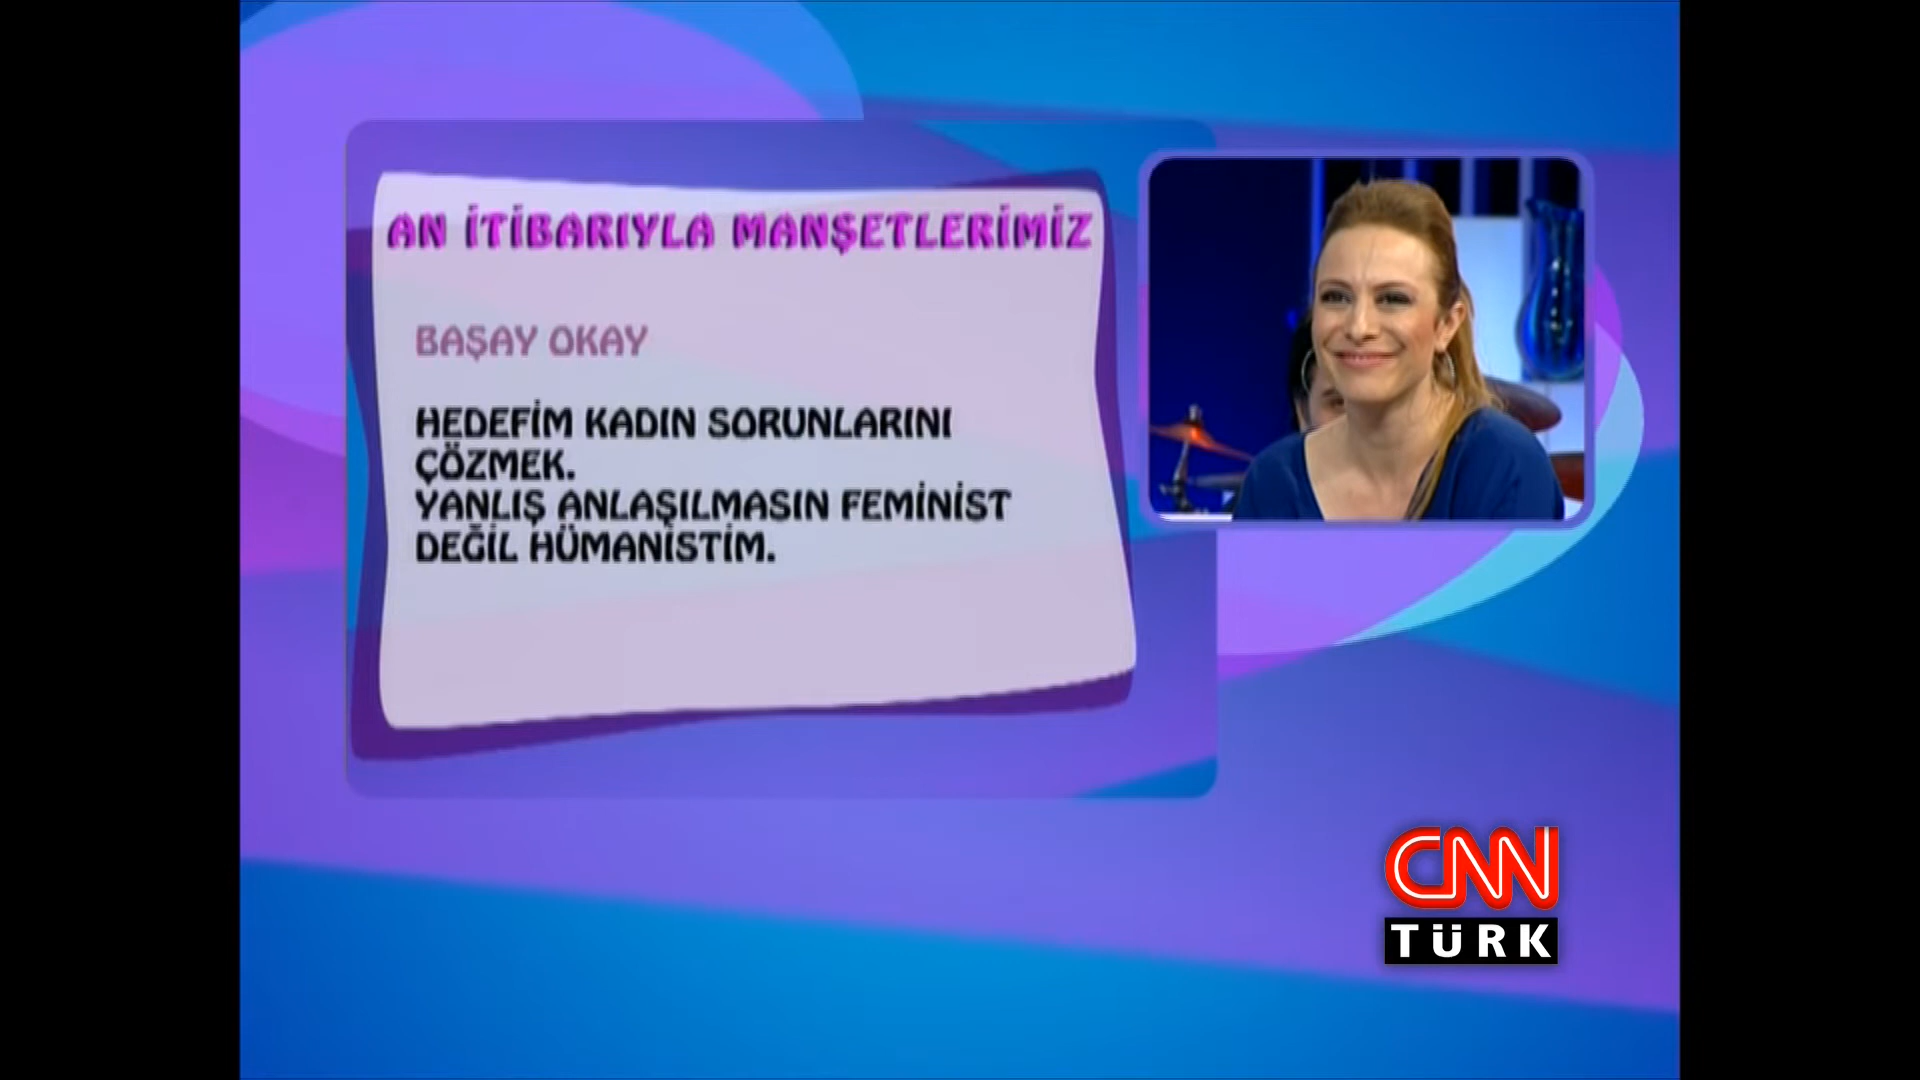 AN İTİBARIYLA MANŞETLERİMİZ
BAŞAY OKAY
HEDEFİM KADIN SORUNLARINI
ÇÖZMEK.
YANLIŞ ANLAŞILMASIN FEMİNİST
DEĞİL HÜMANİSTİM.
CNN
TÜRK